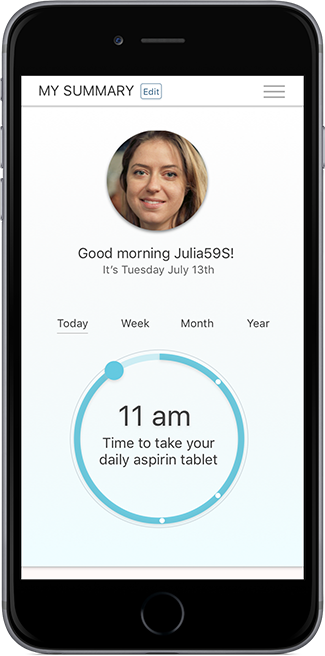 MY SUMMARY Edit
Good morning Julia59S!
It's Tuesday July 13th
Today Week Month Year
11 am
Time to take your
daily aspirin tablet